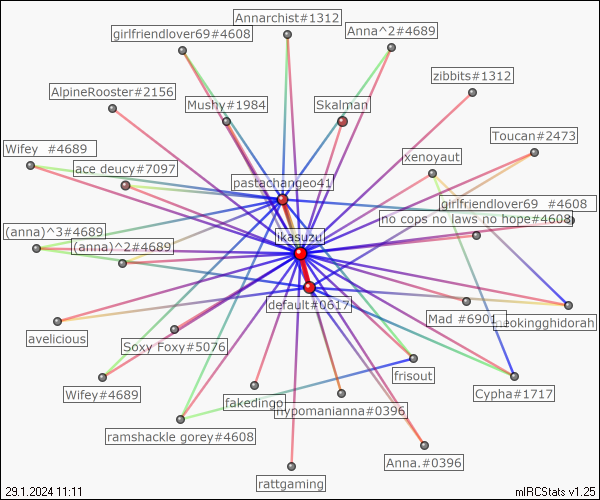 Annarchist#1312
girlfriendlover69#4608
Anna^2#4689
zibbits#1312
AlpineRooster#2156
Mushy#1984
Skalman
Toucan#2473
Wifey #4689
xenoyaut
ace deucy#7097
pastachangeo41
girlfriendlover69 #4608
no cops no laws no hope#4608
(anna)^3#4689
ikasuzu
(anna)^2#4689
default#0617
Mad #6901
neokingghidorah
avelicious
Soxy Foxy#5076
frisout
Wifey#4689
Cypha#1717
fakedingo
hypomanianna#0396
ramshackle gorey#4608
Anna.#0396
rattgaming
29.1.2024 11:11
mIRCStats v1.25